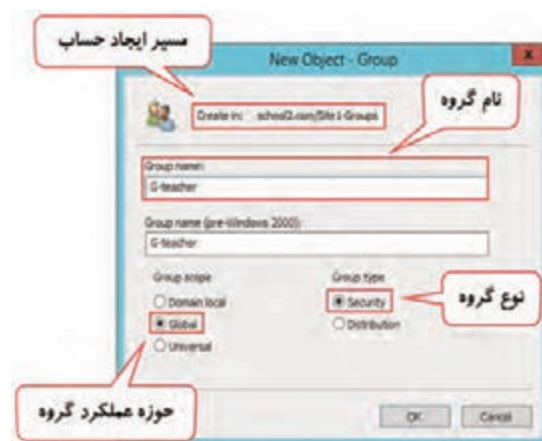 مسیر ایجاد حساب
New Object - Group
نام گروه
Create in: school2.com/Site1-Groups
Group name:
G-teacher
Group name (pre-Windows 2000):
G-teacher
Group scope
Group type
Domain local
Security
Global
Distribution
Universal
نوع گروه
حوزه عملکرد گروه
OK
Cancel